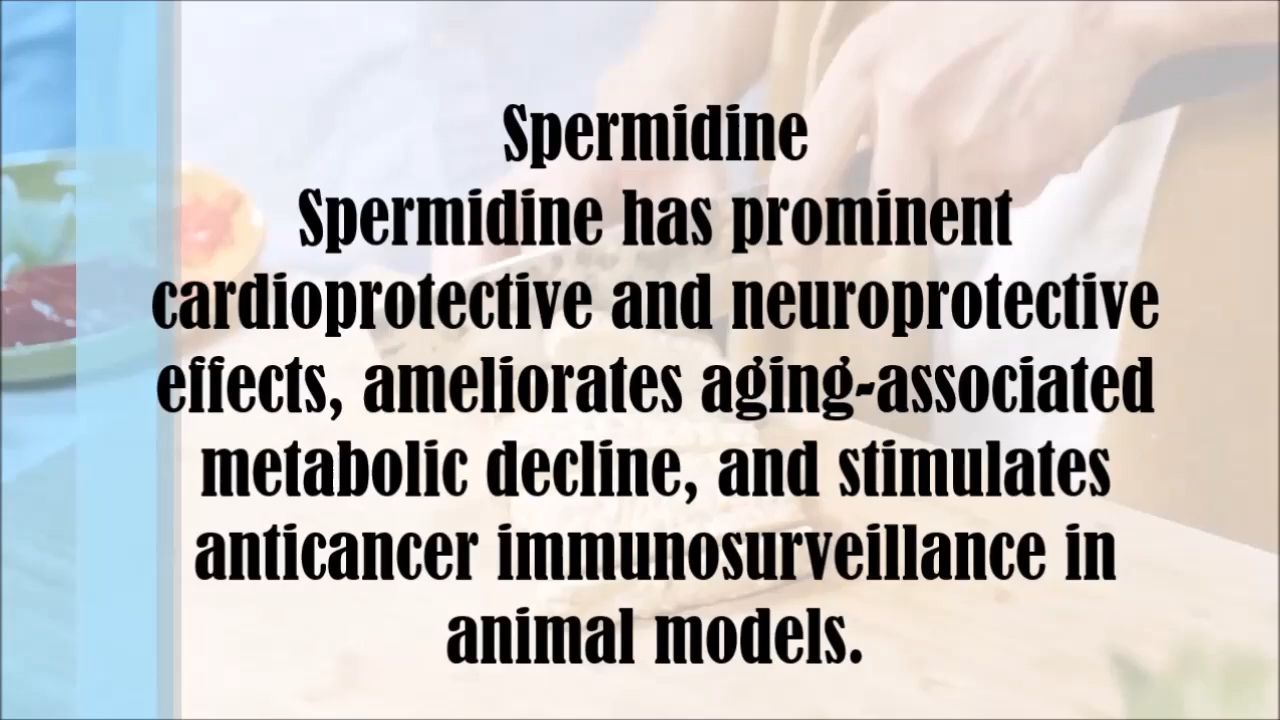 Spermidine
Spermidine has prominent
cardioprotective and neuroprotective
effects, ameliorates aging-associated
metabolic decline, and stimulates
anticancer immunosurveillance in
animal models.